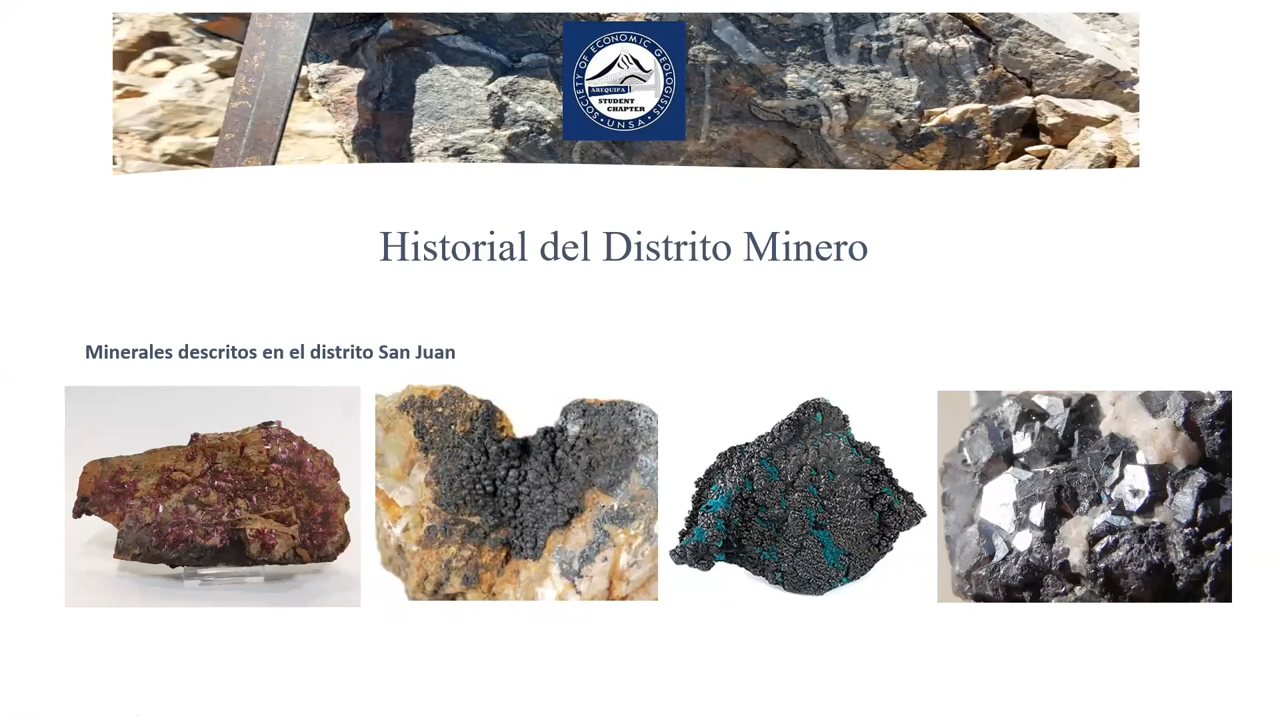 SOCIETY OF ECONOMIC GEOLOGISTS
AREQUIPA
STUDENT
CHAPTER
• UNSA •
Historial del Distrito Minero
Minerales descritos en el distrito San Juan